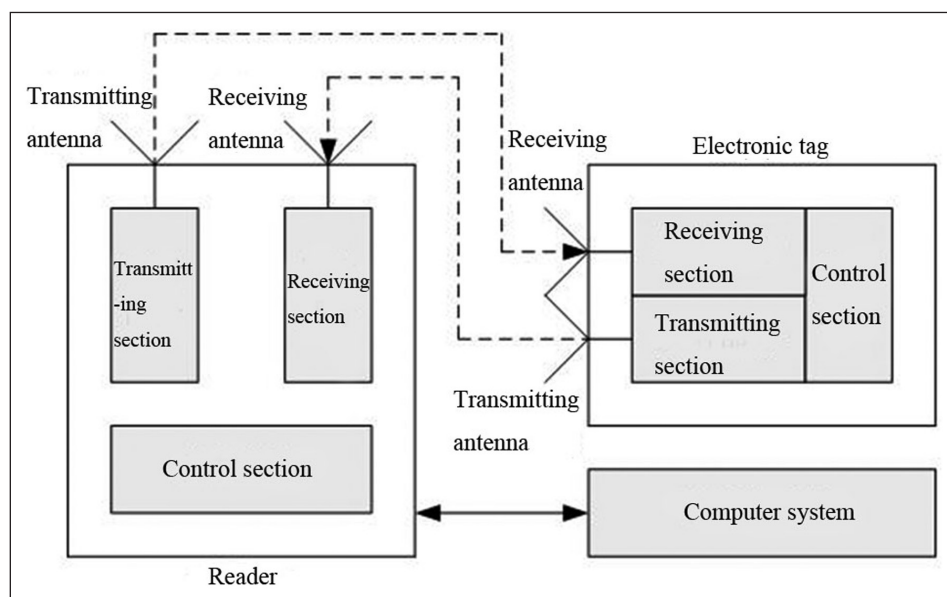 Transmitting
antenna
Receiving
antenna
Receiving
antenna
Electronic tag
Transmitt
-ing
section
Receiving
section
Receiving
section
Control
section
Transmitting
section
Transmitting
antenna
Control section
Computer system
Reader